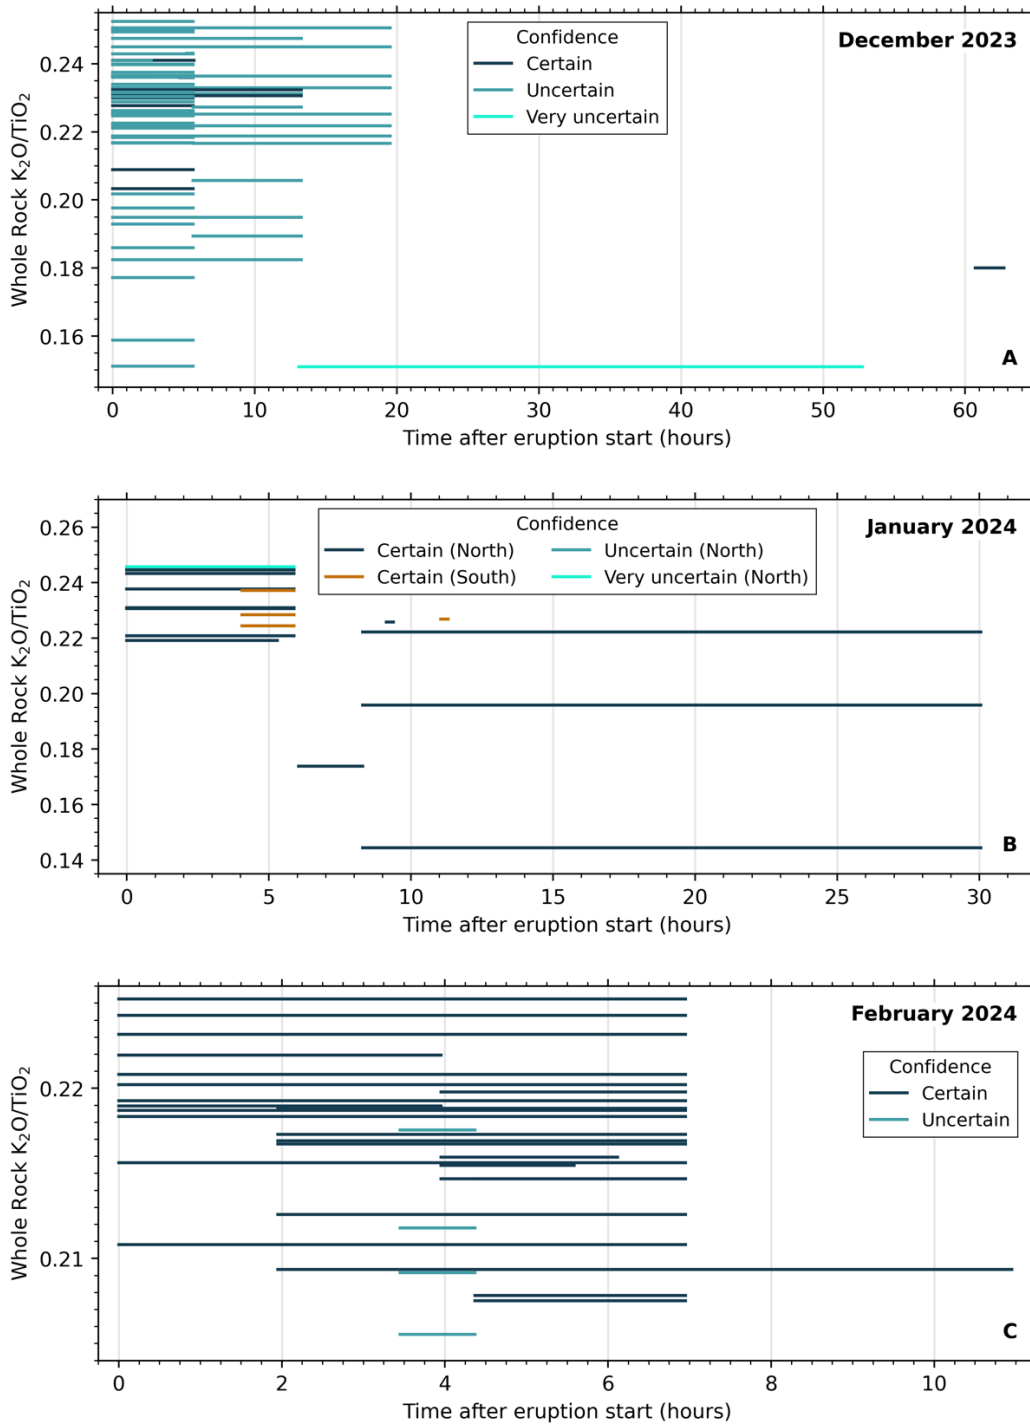 December 2023
Confidence
Certain
Uncertain
Very uncertain
Whole Rock K₂O/TiO₂
0.24
0.22
0.20
0.18
0.16
A
0 10 20 30 40 50 60
Time after eruption start (hours)
January 2024
Confidence
Certain (North) Uncertain (North)
Certain (South) Very uncertain (North)
Whole Rock K₂O/TiO₂
0.26
0.24
0.22
0.20
0.18
0.16
0.14
B
0 5 10 15 20 25 30
Time after eruption start (hours)
February 2024
Confidence
Certain
Uncertain
Whole Rock K₂O/TiO₂
0.22
0.21
C
0 2 4 6 8 10
Time after eruption start (hours)